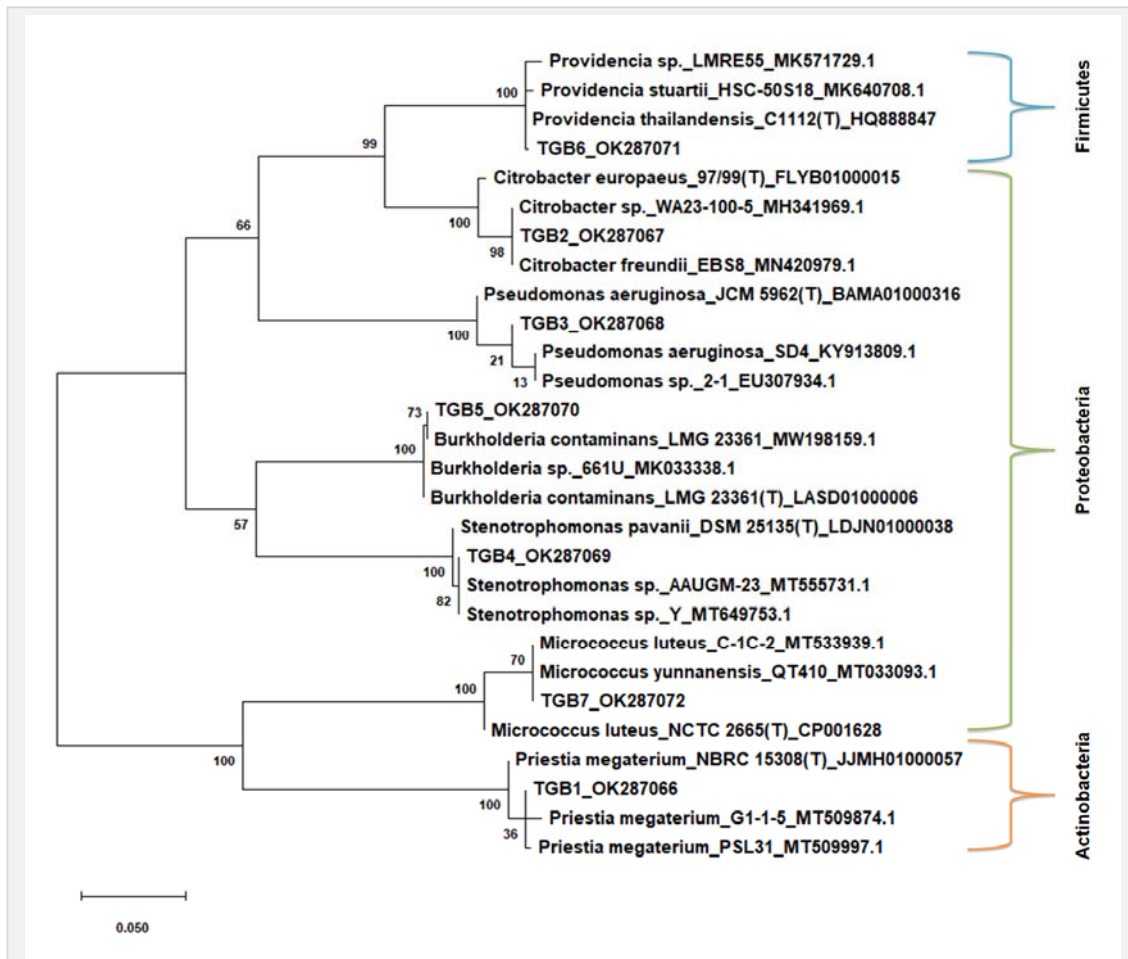 Providencia sp._LMRE55_MK571729.1
100
Providencia stuartii_HSC-50S18_MK640708.1
Providencia thailandensis_C1112(T)_HQ888847
99
TGB6_OK287071
Firmicutes
Citrobacter europaeus_97/99(T)_FLYB01000015
Citrobacter sp._WA23-100-5_MH341969.1
100
66
TGB2_OK287067
98
Citrobacter freundii_EBS8_MN420979.1
Pseudomonas aeruginosa_JCM 5962(T)_BAMA01000316
TGB3_OK287068
100
21
Pseudomonas aeruginosa_SD4_KY913809.1
13
Pseudomonas sp._2-1_EU307934.1
73
TGB5_OK287070
Burkholderia contaminans_LMG 23361_MW198159.1
100
Burkholderia sp._661U_MK033338.1
Burkholderia contaminans_LMG 23361(T)_LASD01000006
57
Stenotrophomonas pavanii_DSM 25135(T)_LDJN01000038
TGB4_OK287069
100
Stenotrophomonas sp._AAUGM-23_MT555731.1
82
Stenotrophomonas sp._Y_MT649753.1
Proteobacteria
Micrococcus luteus_C-1C-2_MT533939.1
70
Micrococcus yunnanensis_QT410_MT033093.1
100
TGB7_OK287072
Micrococcus luteus_NCTC 2665(T)_CP001628
100
Priestia megaterium_NBRC 15308(T)_JJMH01000057
TGB1_OK287066
100
Priestia megaterium_G1-1-5_MT509874.1
36
Priestia megaterium_PSL31_MT509997.1
Actinobacteria
0.050